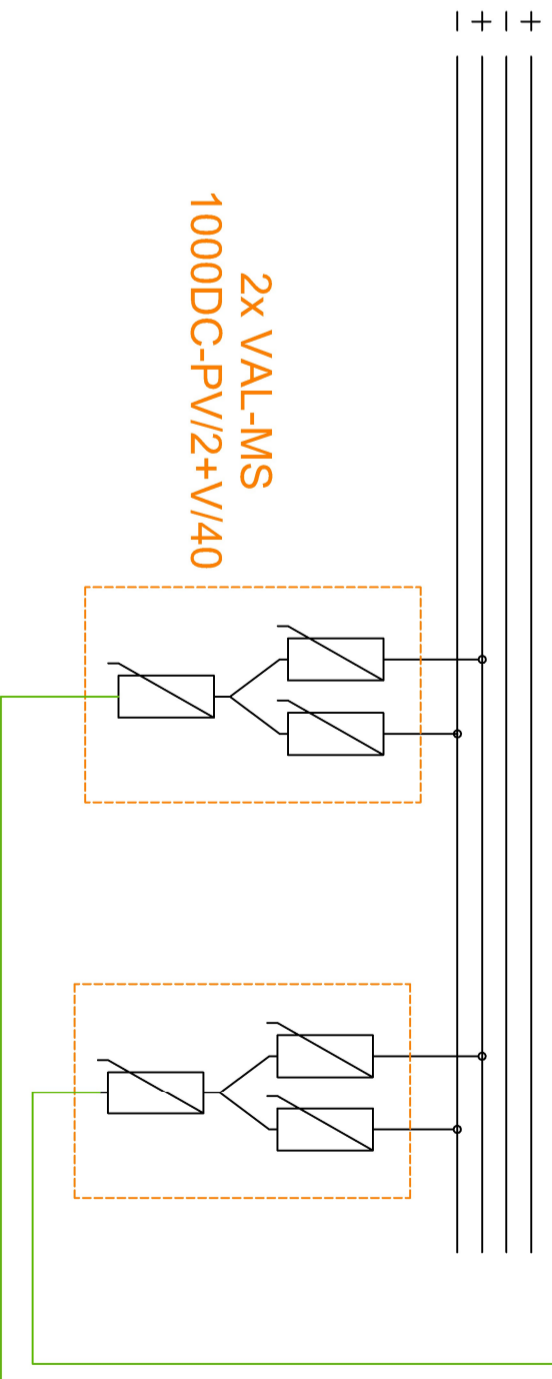 − + − +
2x VAL-MS
1000DC-PV/2+V/40